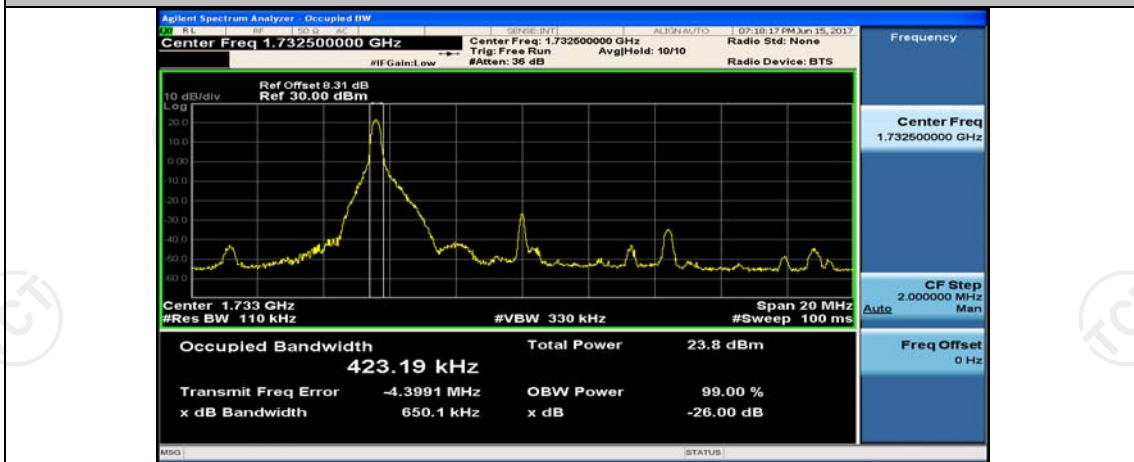 Agilent Spectrum Analyzer - Occupied BW
RL RF 50 Ω AC SENSE:INT ALIGN AUTO 07:18:17 PM Jun 15, 2017
Center Freq 1.732500000 GHz
Center Freq: 1.732500000 GHz
Radio Std: None
Trig: Free Run Avg|Hold: 10/10
#IFGain:Low #Atten: 36 dB Radio Device: BTS
Ref Offset 8.31 dB
10 dB/div Ref 30.00 dBm
Log
20.0
10.0
0.00
-10.0
-20.0
-30.0
-40.0
-50.0
-60.0
Center 1.733 GHz Span 20 MHz
#Res BW 110 kHz #VBW 330 kHz #Sweep 100 ms
Occupied Bandwidth Total Power 23.8 dBm
423.19 kHz
Transmit Freq Error -4.3991 MHz OBW Power 99.00 %
x dB Bandwidth 650.1 kHz x dB -26.00 dB
MSG STATUS
Frequency
Center Freq
1.732500000 GHz
CF Step
2.000000 MHz
Auto Man
Freq Offset
0 Hz
TCT